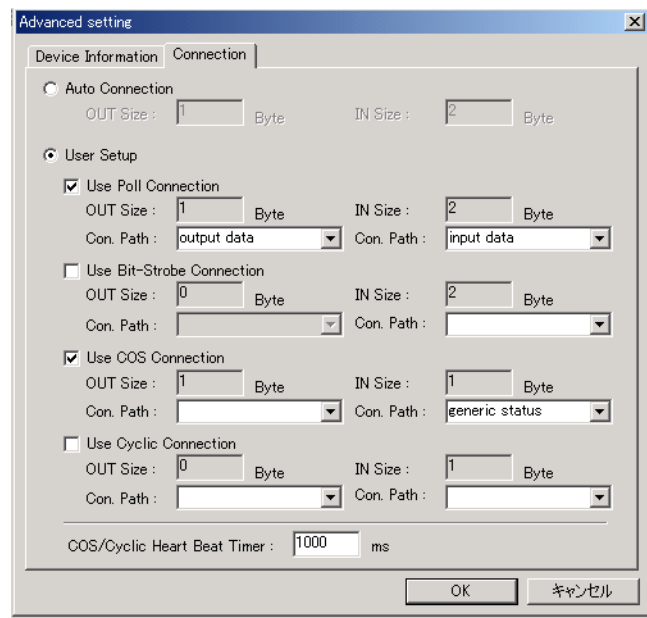 Advanced setting
Device Information Connection
Auto Connection
OUT Size : 1 Byte IN Size : 2 Byte
User Setup
Use Poll Connection
OUT Size : 1 Byte IN Size : 2 Byte
Con. Path : output data Con. Path : input data
Use Bit-Strobe Connection
OUT Size : 0 Byte IN Size : 2 Byte
Con. Path : Con. Path :
Use COS Connection
OUT Size : 1 Byte IN Size : 1 Byte
Con. Path : Con. Path : generic status
Use Cyclic Connection
OUT Size : 0 Byte IN Size : 1 Byte
Con. Path : Con. Path :
COS/Cyclic Heart Beat Timer : 1000 ms
OK キャンセル